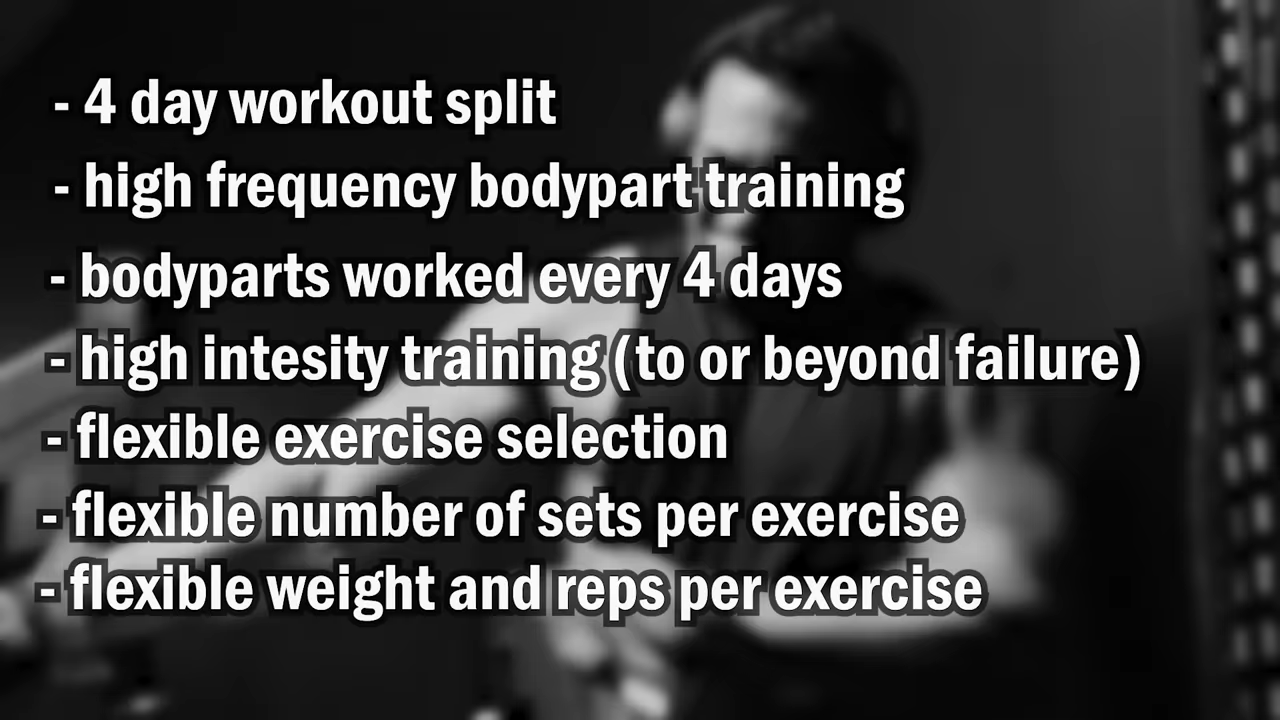 - 4 day workout split
- high frequency bodypart training
- bodyparts worked every 4 days
- high intesity training (to or beyond failure)
- flexible exercise selection
- flexible number of sets per exercise
- flexible weight and reps per exercise